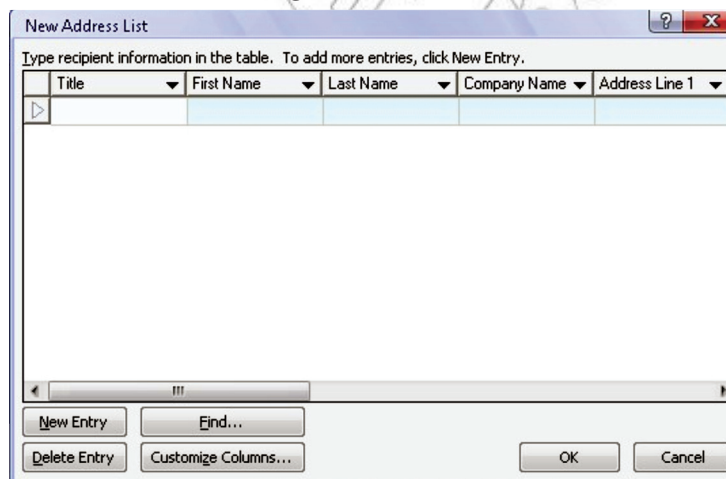 New Address List
Type recipient information in the table. To add more entries, click New Entry.
Title First Name Last Name Company Name Address Line 1
New Entry Find...
Delete Entry Customize Columns... OK Cancel